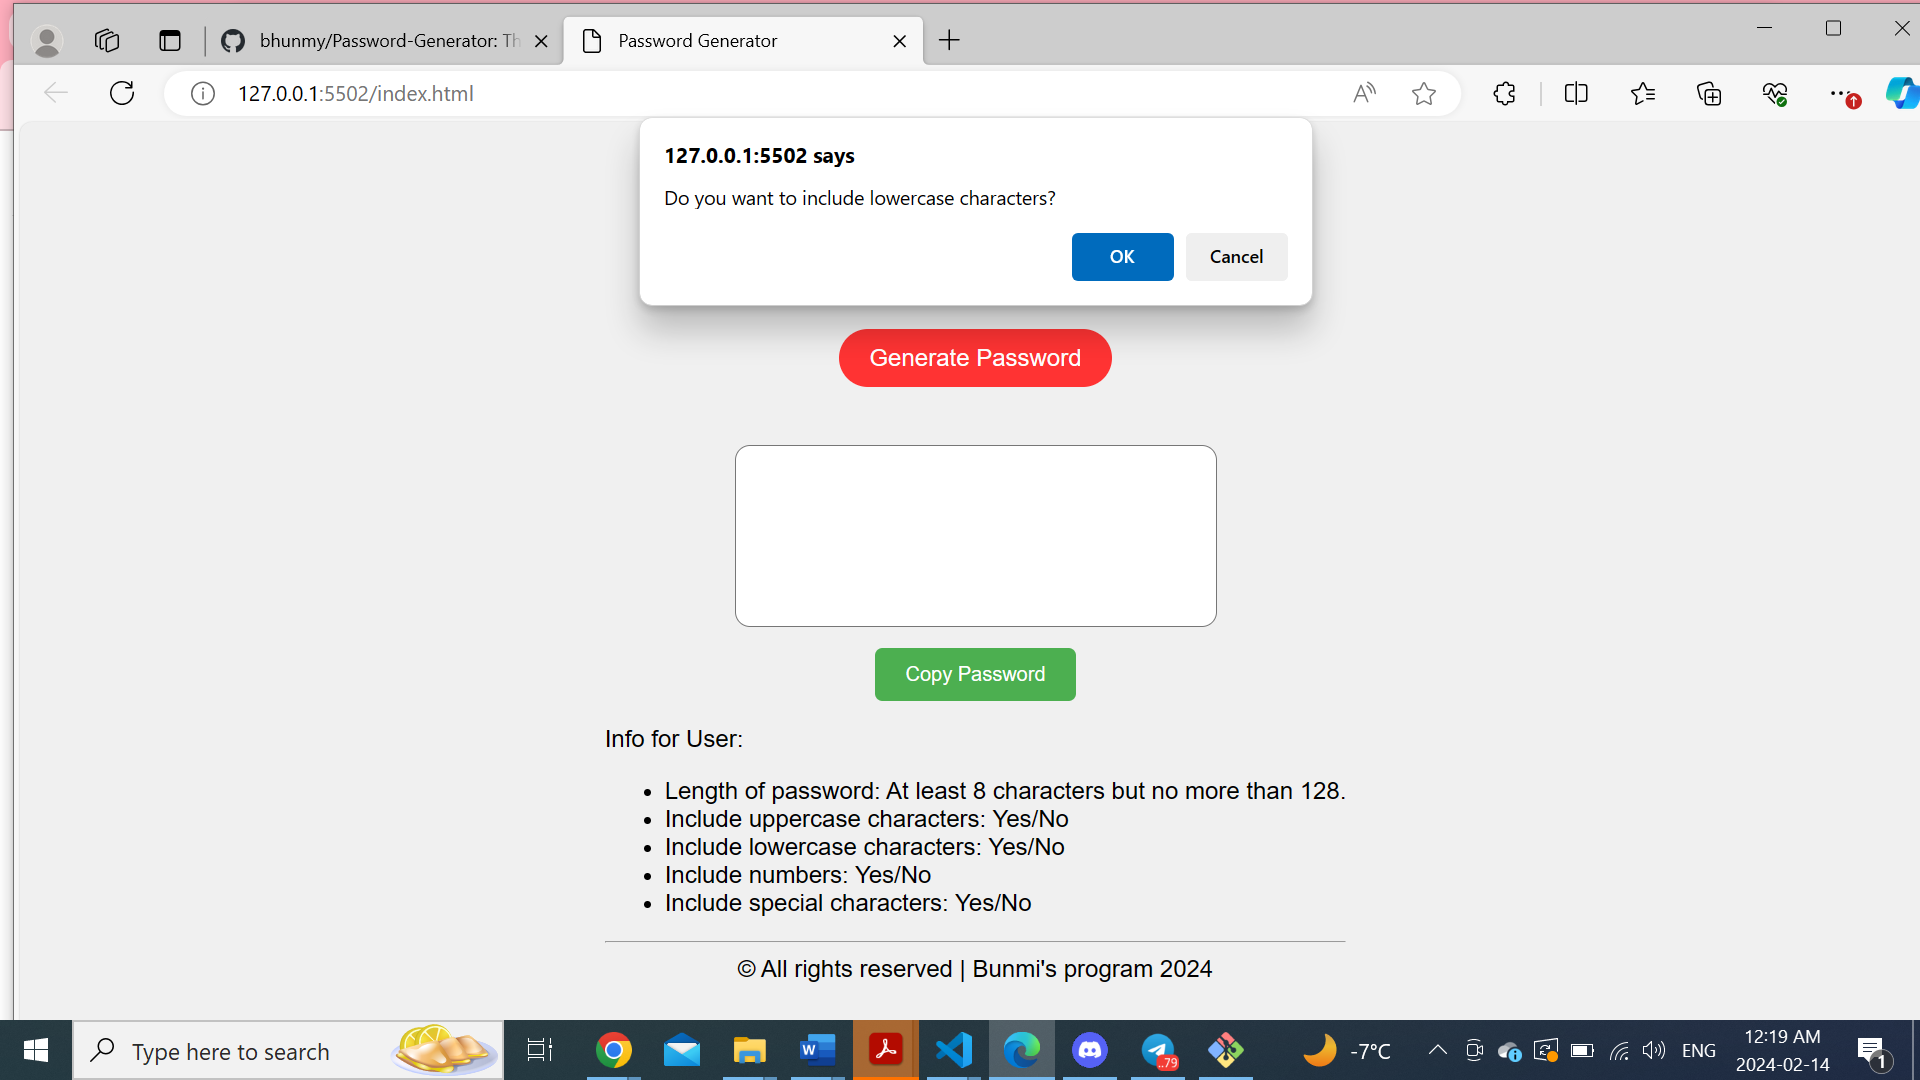 bhunmy/Password-Generator: Th
Password Generator
127.0.0.1:5502/index.html
127.0.0.1:5502 says
Do you want to include lowercase characters?
OK
Cancel
Generate Password
Copy Password
Info for User:
• Length of password: At least 8 characters but no more than 128.
• Include uppercase characters: Yes/No
• Include lowercase characters: Yes/No
• Include numbers: Yes/No
• Include special characters: Yes/No
© All rights reserved | Bunmi's program 2024
Type here to search
..79
-7°C
ENG
12:19 AM
2024-02-14
1